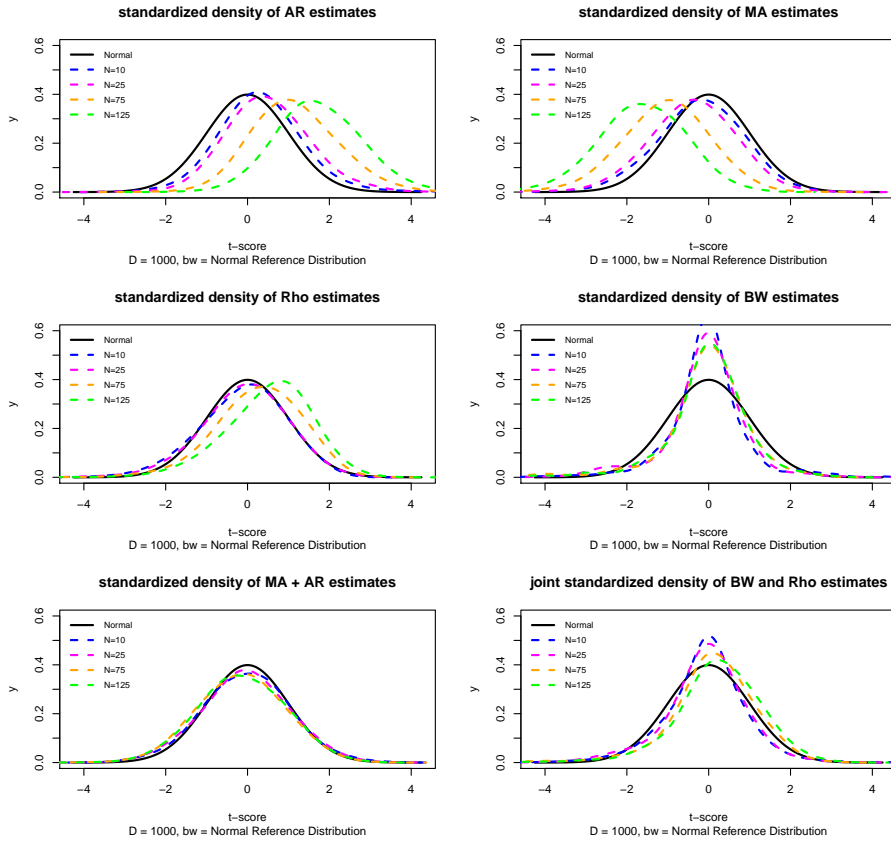 standardized density of AR estimates
y
0.0 0.2 0.4 0.6
Normal
N=10
N=25
N=75
N=125
−4 −2 0 2 4
t−score
D = 1000, bw = Normal Reference Distribution
standardized density of MA estimates
y
0.0 0.2 0.4 0.6
Normal
N=10
N=25
N=75
N=125
−4 −2 0 2 4
t−score
D = 1000, bw = Normal Reference Distribution
standardized density of Rho estimates
y
0.0 0.2 0.4 0.6
Normal
N=10
N=25
N=75
N=125
−4 −2 0 2 4
t−score
D = 1000, bw = Normal Reference Distribution
standardized density of BW estimates
y
0.0 0.2 0.4 0.6
Normal
N=10
N=25
N=75
N=125
−4 −2 0 2 4
t−score
D = 1000, bw = Normal Reference Distribution
standardized density of MA + AR estimates
y
0.0 0.2 0.4 0.6
Normal
N=10
N=25
N=75
N=125
−4 −2 0 2 4
t−score
D = 1000, bw = Normal Reference Distribution
joint standardized density of BW and Rho estimates
y
0.0 0.2 0.4 0.6
Normal
N=10
N=25
N=75
N=125
−4 −2 0 2 4
t−score
D = 1000, bw = Normal Reference Distribution